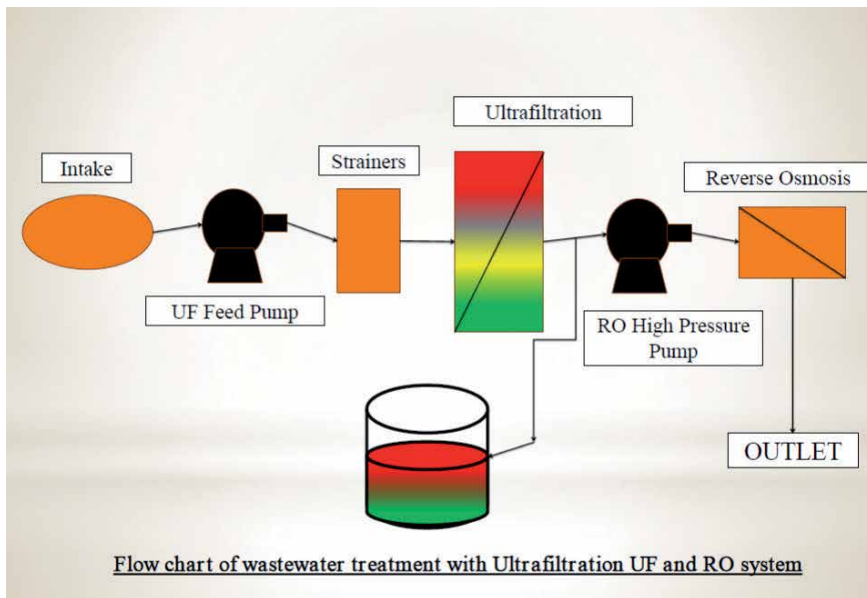 Ultrafiltration
Intake
Strainers
Reverse Osmosis
UF Feed Pump
RO High Pressure
Pump
OUTLET
Flow chart of wastewater treatment with Ultrafiltration UF and RO system